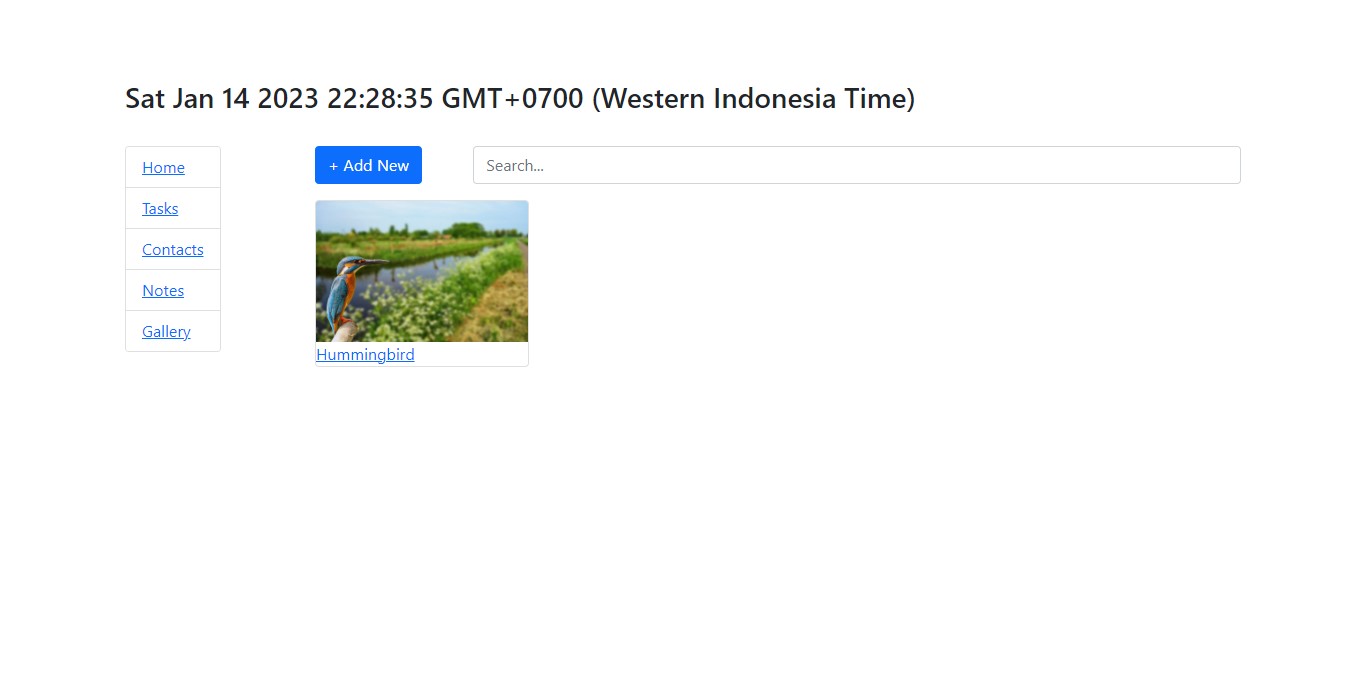 Sat Jan 14 2023 22:28:35 GMT+0700 (Western Indonesia Time)
Home
Tasks
Contacts
Notes
Gallery
+ Add New
Search...
Hummingbird